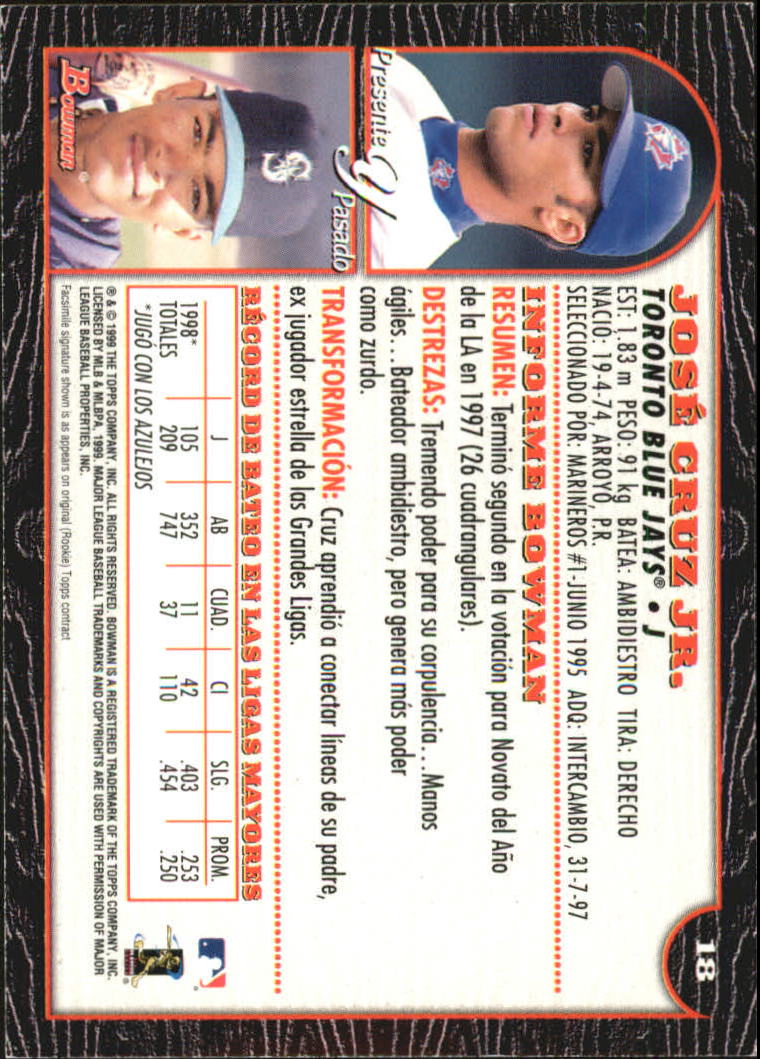 18
JOSÉ CRUZ JR.
TORONTO BLUE JAYS® • J
EST: 1.83 m PESO: 91 kg BATEA: AMBIDIESTRO TIRA: DERECHO
NACIÓ: 19-4-74, ARROYO, P.R.
SELECCIONADO POR: MARINEROS #1-JUNIO 1995 ADQ: INTERCAMBIO, 31-7-97
INFORME BOWMAN
RESUMEN: Terminó segundo en la votación para Novato del Año
de la LA en 1997 (26 cuadrangulares).
DESTREZAS: Tremendo poder para su corpulencia...Manos
ágiles...Bateador ambidiestro, pero genera más poder
como zurdo.
TRANSFORMACIÓN: Cruz aprendió a conectar líneas de su padre,
ex jugador estrella de las Grandes Ligas.
Presente y Pasado
Bowman®
RÉCORD DE BATEO EN LAS LIGAS MAYORES
J AB CUAD. CI SLG. PROM.
1998* 105 352 11 42 .403 .253
TOTALES 209 747 37 110 .454 .250
*JUGÓ CON LOS AZULEJOS
® & © 1999 THE TOPPS COMPANY, INC. ALL RIGHTS RESERVED. BOWMAN IS A REGISTERED TRADEMARK OF THE TOPPS COMPANY, INC.
LICENSED BY MLB & MLBPA, 1999. MAJOR LEAGUE BASEBALL TRADEMARKS AND COPYRIGHTS ARE USED WITH PERMISSION OF MAJOR
LEAGUE BASEBALL PROPERTIES, INC.
Facsimile signature shown is as appears on original (Rookie) Topps contract